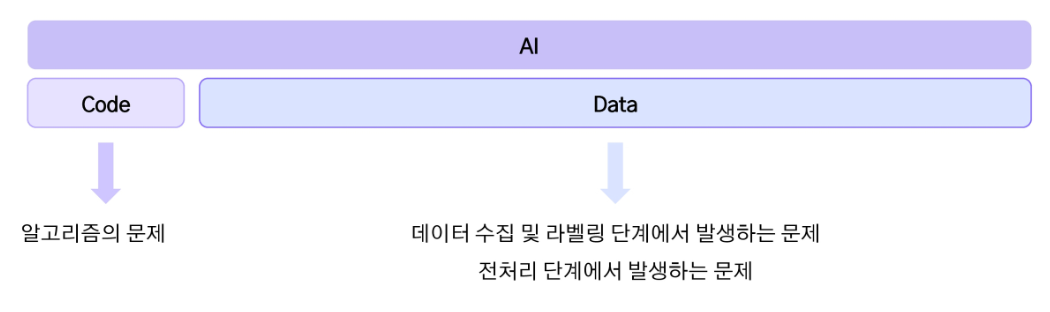 AI
Code
Data
알고리즘의 문제
데이터 수집 및 라벨링 단계에서 발생하는 문제
전처리 단계에서 발생하는 문제